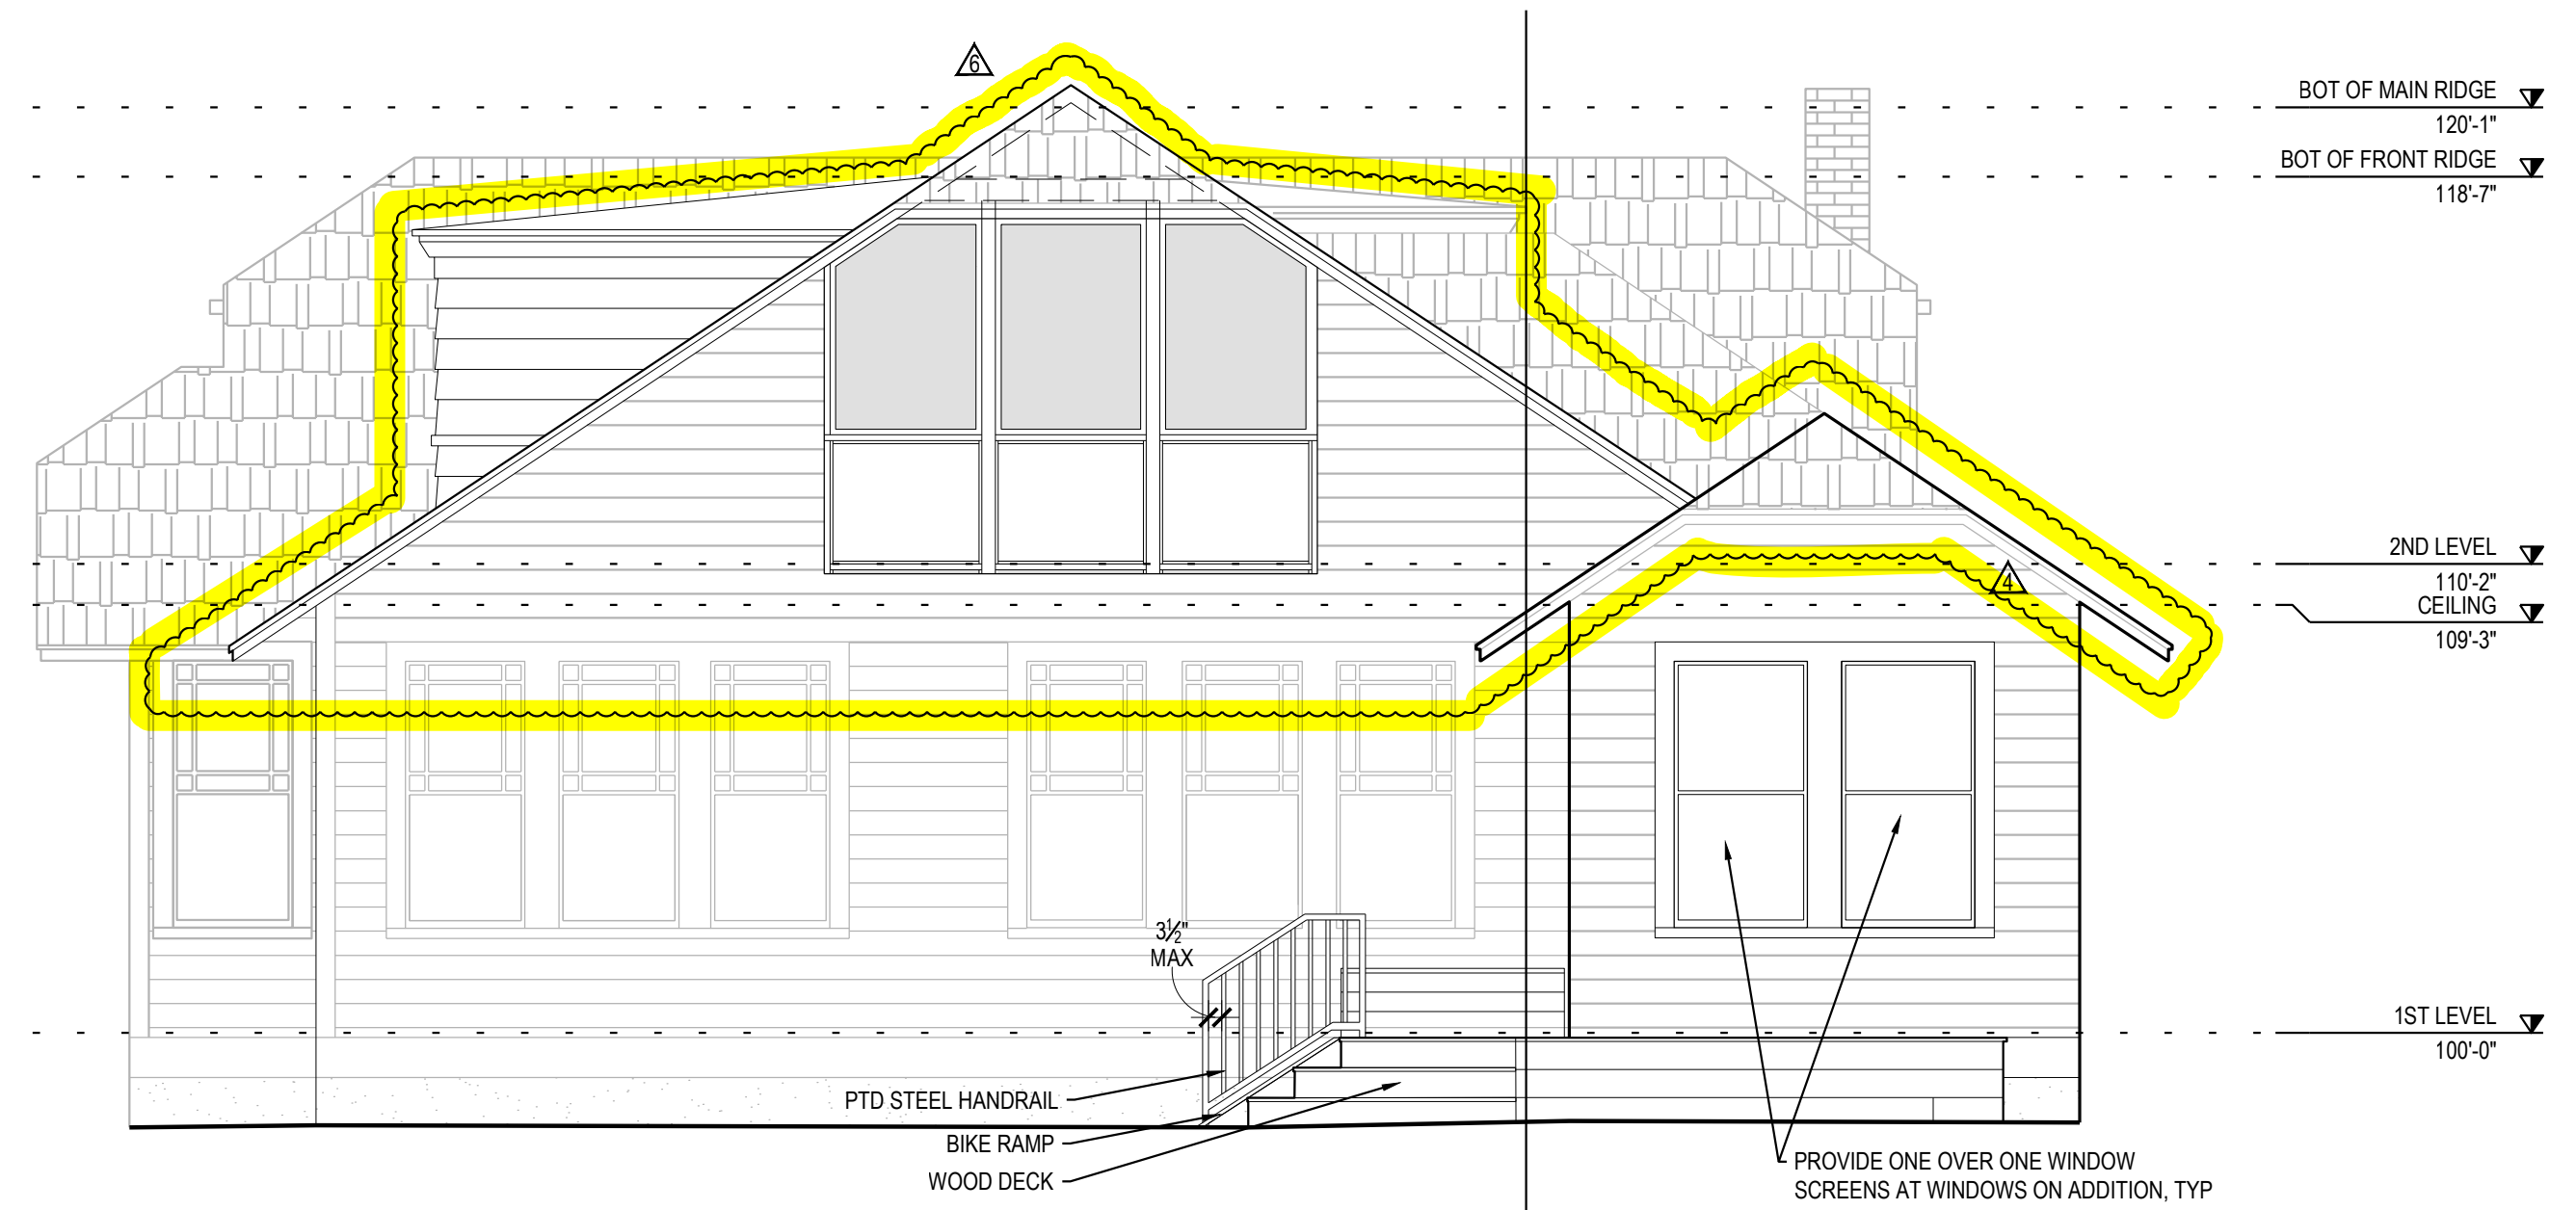 6
BOT OF MAIN RIDGE
120'-1"
BOT OF FRONT RIDGE
118'-7"
2ND LEVEL
110'-2"
4
CEILING
109'-3"
3½"
MAX
1ST LEVEL
100'-0"
PTD STEEL HANDRAIL
BIKE RAMP
WOOD DECK
PROVIDE ONE OVER ONE WINDOW
SCREENS AT WINDOWS ON ADDITION, TYP